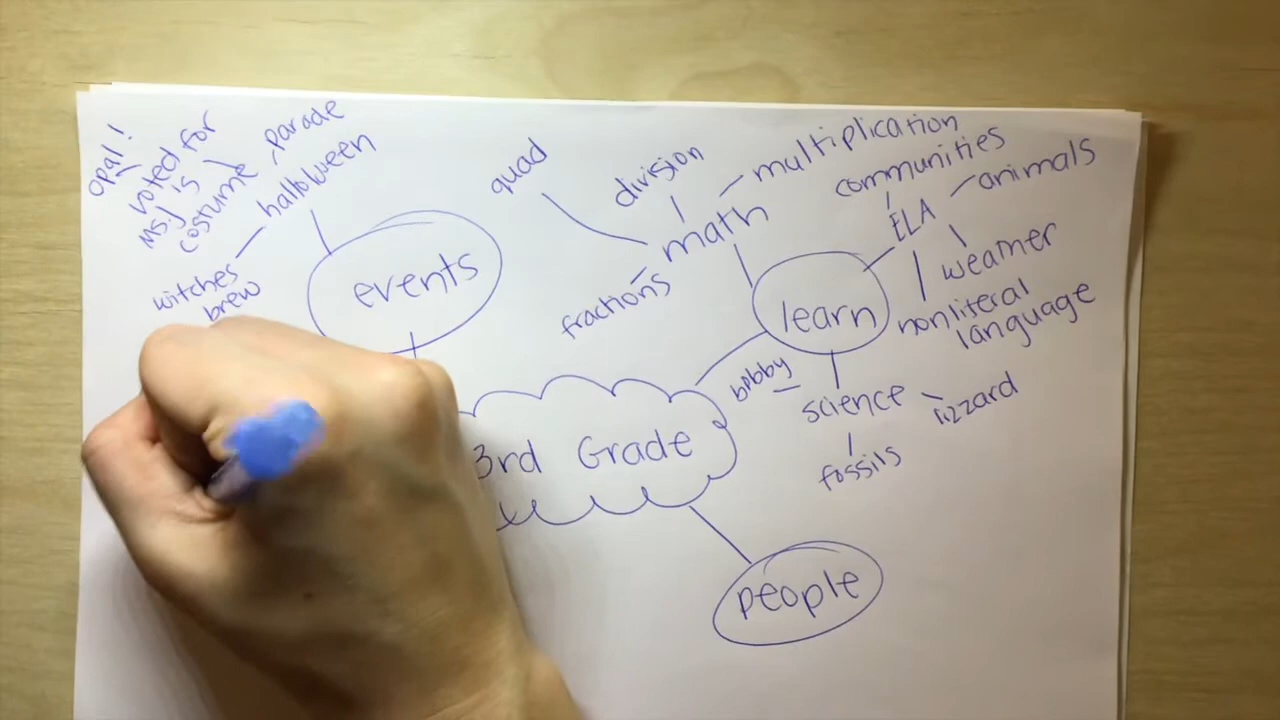 opal!
voted for
ms. j's
costume
parade
halloween
witches
brew
events
quad
division
multiplication
math
fractions
communities
animals
ELA
weather
nonliteral
language
learn
bobby
science
lizzard
fossils
3rd Grade
people